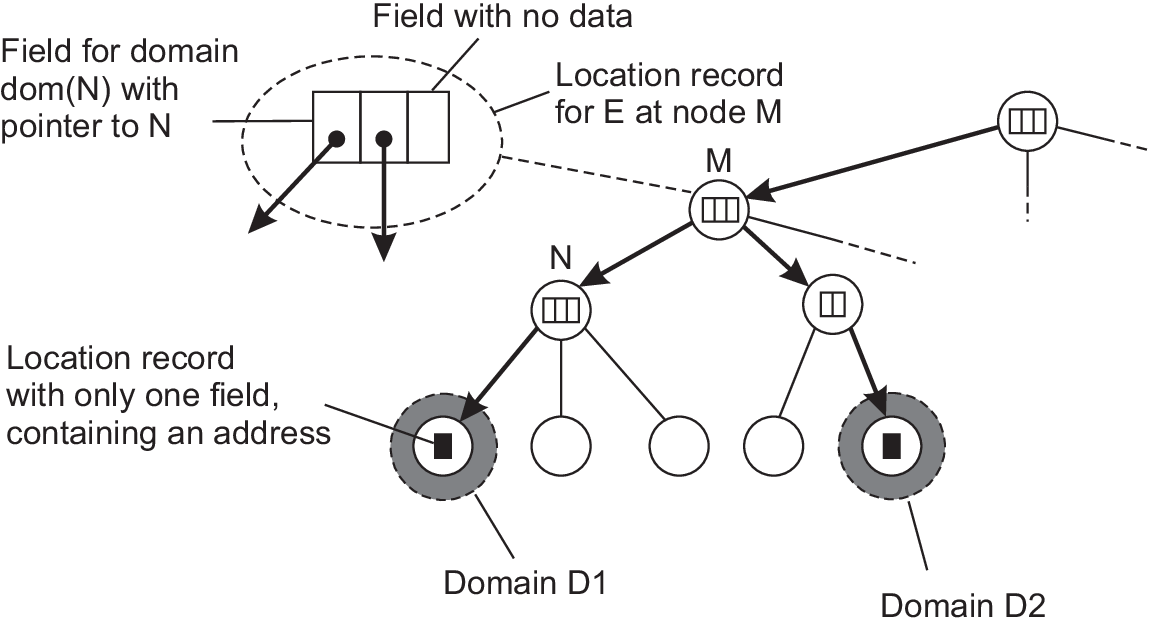 Field with no data
Field for domain
dom(N) with
pointer to N
Location record
for E at node M
M
N
Location record
with only one field,
containing an address
Domain D1
Domain D2